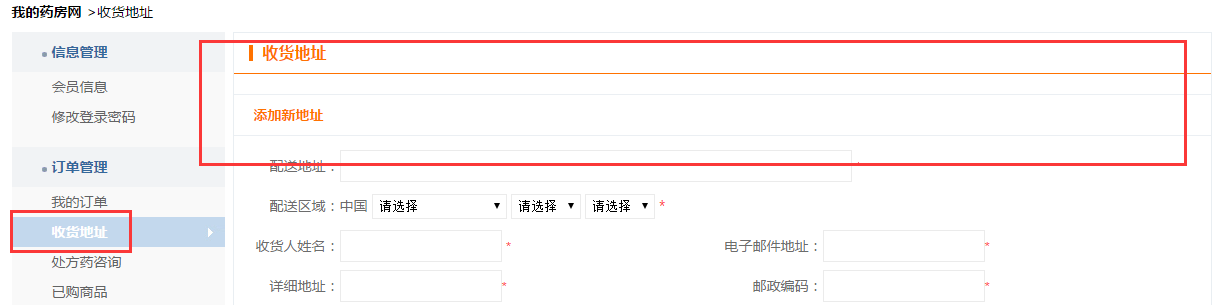 我的药房网 >收货地址
信息管理
会员信息
修改登录密码
订单管理
我的订单
收货地址
处方药咨询
已购商品
收货地址
添加新地址
配送地址： *
配送区域：中国 请选择 请选择 请选择 *
收货人姓名： * 电子邮件地址： *
详细地址： * 邮政编码： *